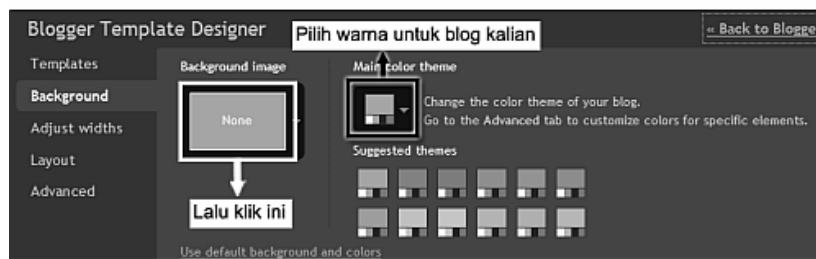 Blogger Template Designer
Pilih warna untuk blog kalian
« Back to Blogge
Templates
Background
Adjust widths
Layout
Advanced
Background image
None
Lalu klik ini
Main color theme
Change the color theme of your blog.
Go to the Advanced tab to customize colors for specific elements.
Suggested themes
Use default background and colors